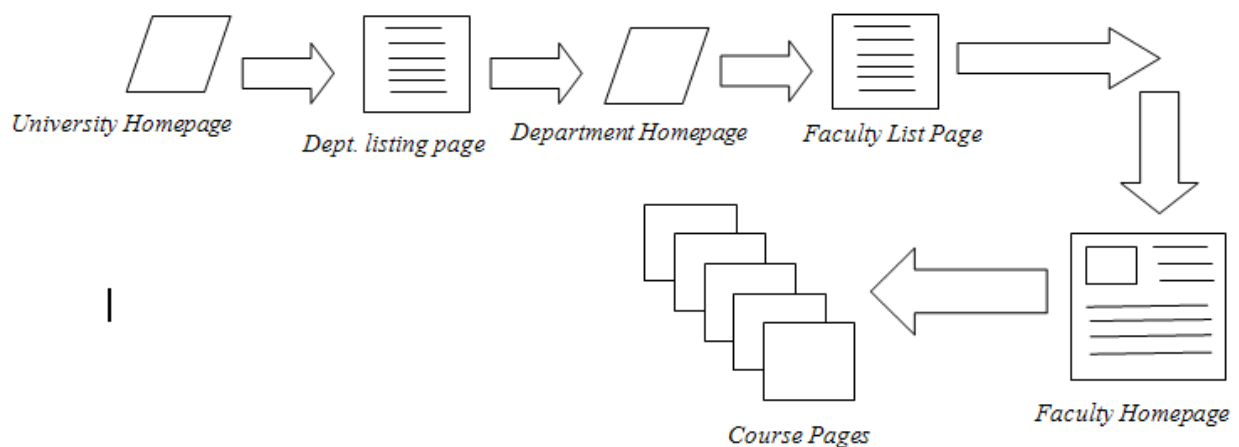 University Homepage
Dept. listing page
Department Homepage
Faculty List Page
Faculty Homepage
Course Pages